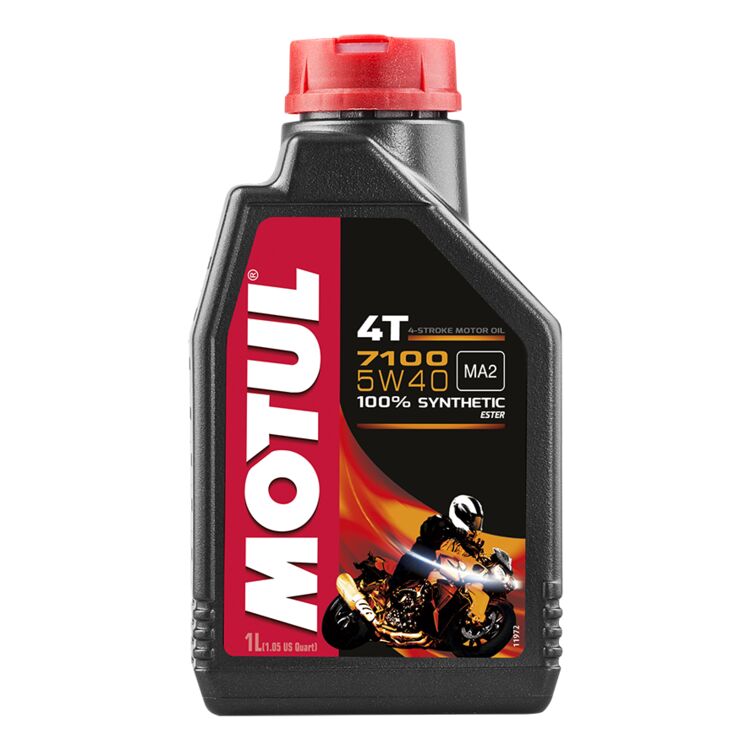 MOTUL®
4T 4-STROKE MOTOR OIL
7100
5W40 MA2
100% SYNTHETIC
ESTER
1L(1.05 US Quart)
11972